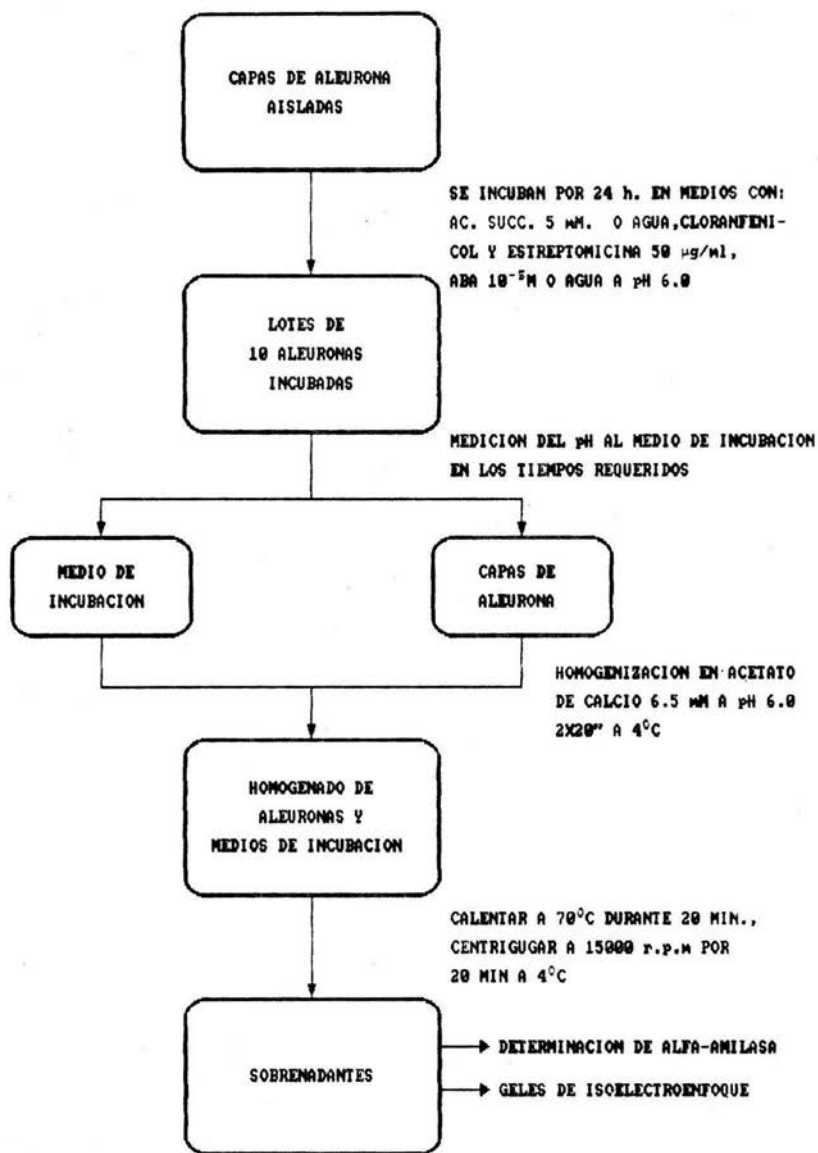 CAPAS DE ALEURONA
AISLADAS
SE INCUBAN POR 24 h. EN MEDIOS CON:
AC. SUCC. 5 mM. O AGUA,CLORANFENI-
COL Y ESTREPTOMICINA 50 µg/ml,
ABA 10⁻⁵M O AGUA A pH 6.0
LOTES DE
10 ALEURONAS
INCUBADAS
MEDICION DEL pH AL MEDIO DE INCUBACION
EN LOS TIEMPOS REQUERIDOS
MEDIO DE
INCUBACION
CAPAS DE
ALEURONA
HOMOGENIZACION EN ACETATO
DE CALCIO 6.5 mM A pH 6.0
2X20" A 4°C
HOMOGENADO DE
ALEURONAS Y
MEDIOS DE INCUBACION
CALENTAR A 70°C DURANTE 20 MIN.,
CENTRIGUGAR A 15000 r.p.m POR
20 MIN A 4°C
SOBRENADANTES
DETERMINACION DE ALFA-AMILASA
GELES DE ISOELECTROENFOQUE